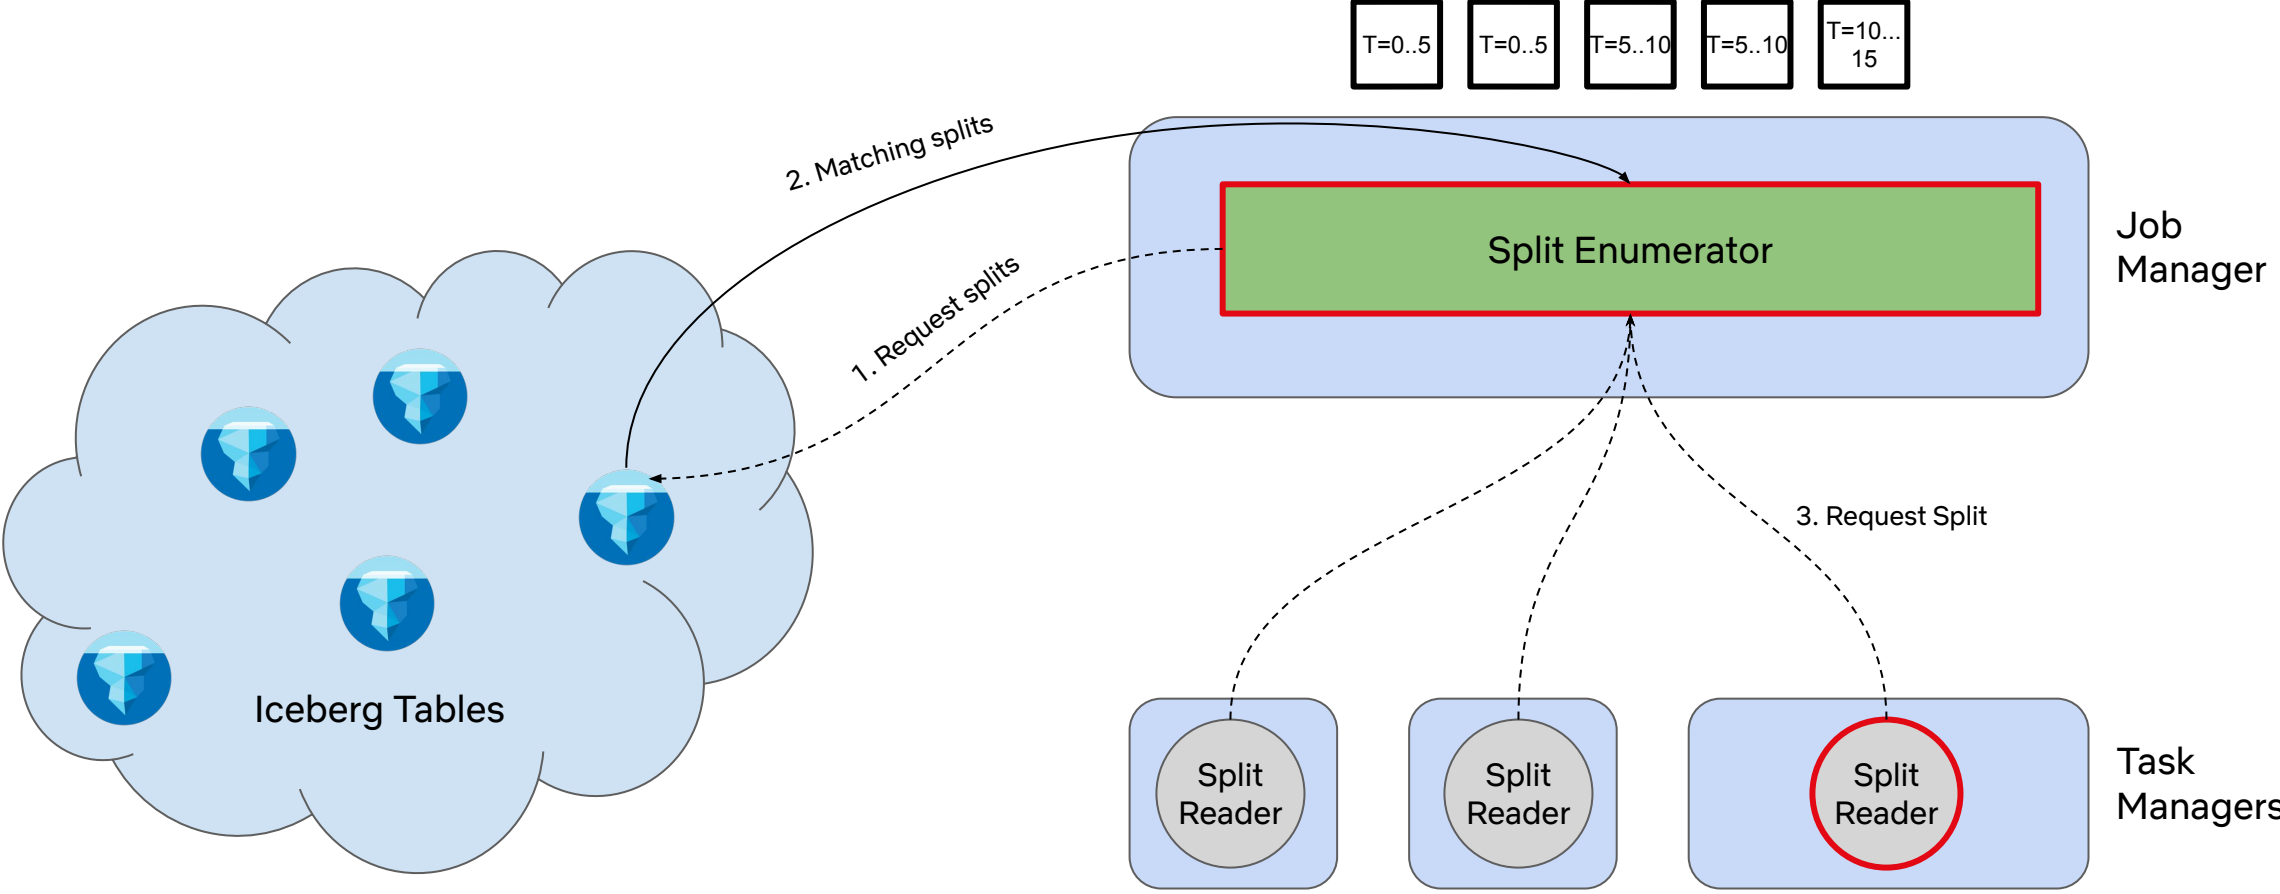 T=0..5
T=0..5
T=5..10
T=5..10
T=10...
15
2. Matching splits
1. Request splits
Split Enumerator
Job
Manager
3. Request Split
Iceberg Tables
Split
Reader
Split
Reader
Split
Reader
Task
Managers